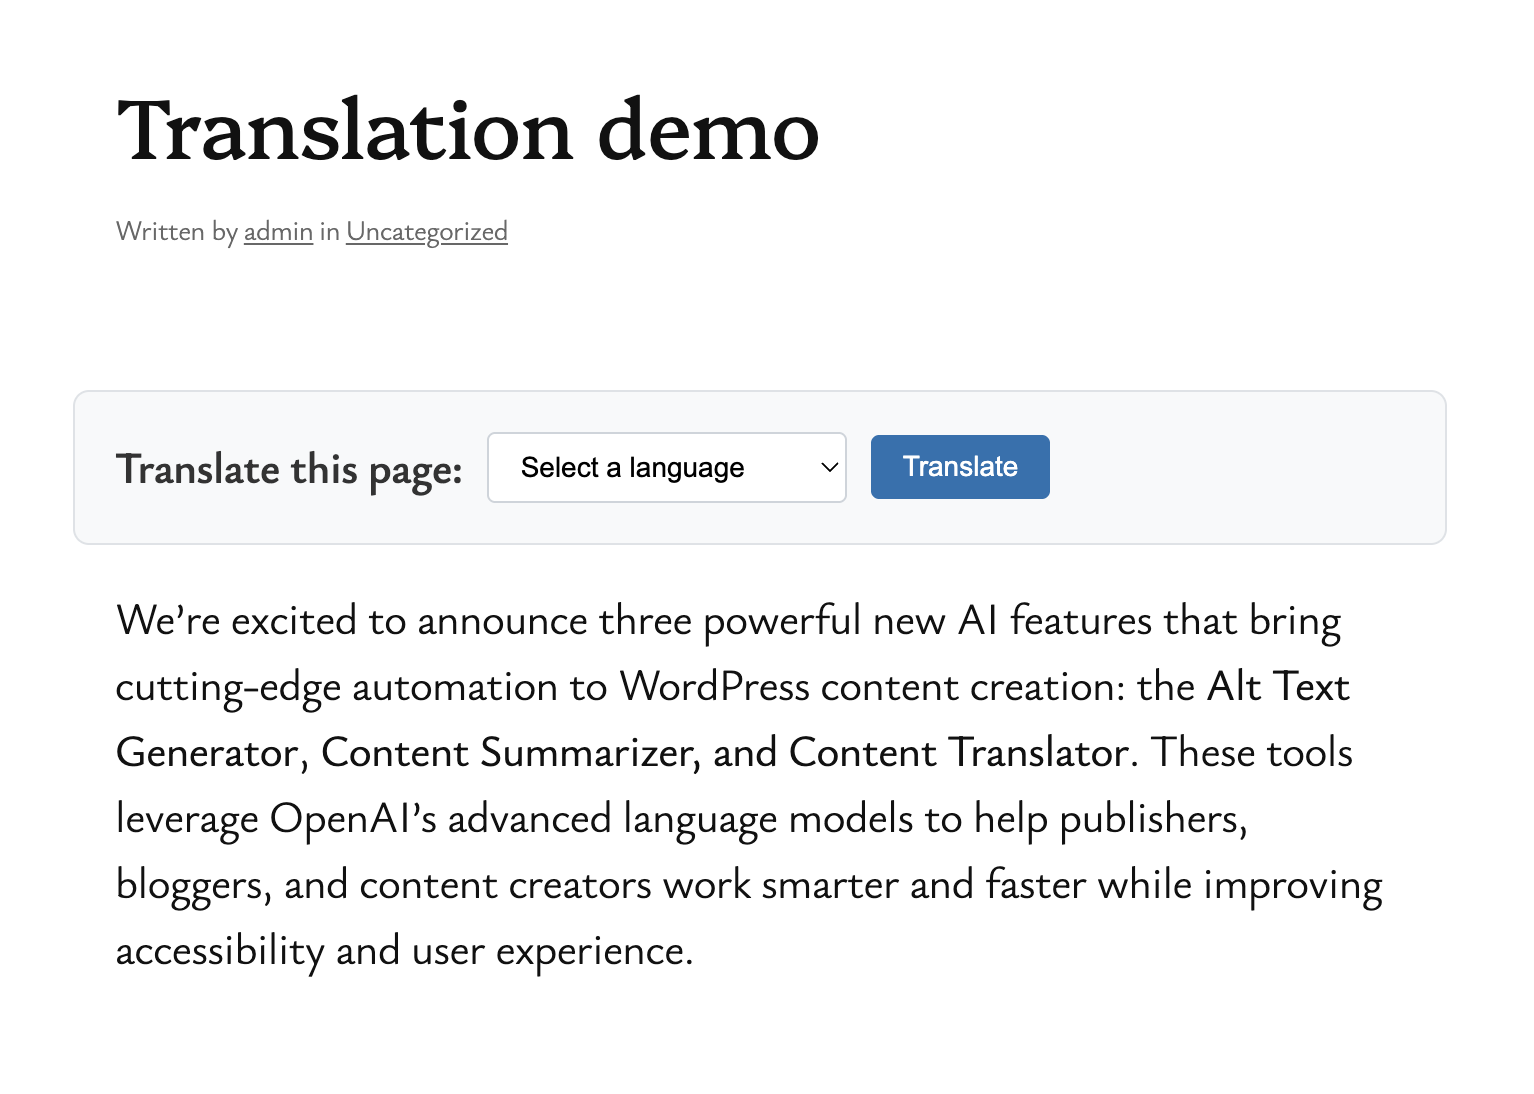 Translation demo
Written by admin in Uncategorized
Translate this page: Select a language Translate
We’re excited to announce three powerful new AI features that bring
cutting-edge automation to WordPress content creation: the Alt Text
Generator, Content Summarizer, and Content Translator. These tools
leverage OpenAI’s advanced language models to help publishers,
bloggers, and content creators work smarter and faster while improving
accessibility and user experience.